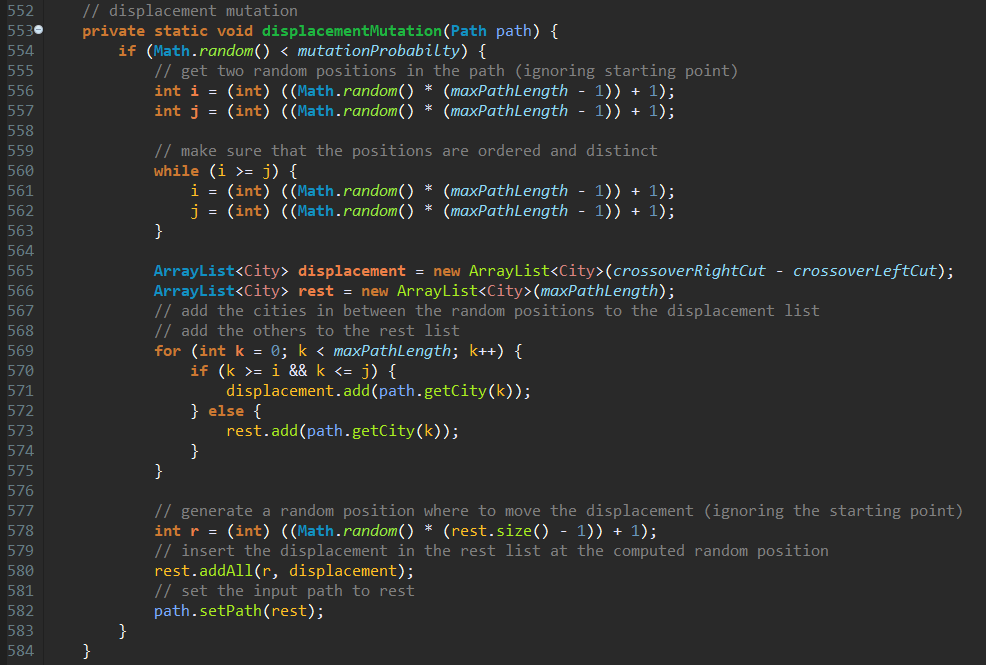 552 // displacement mutation
553 private static void displacementMutation(Path path) {
554 if (Math.random() < mutationProbabilty) {
555 // get two random positions in the path (ignoring starting point)
556 int i = (int) ((Math.random() * (maxPathLength - 1)) + 1);
557 int j = (int) ((Math.random() * (maxPathLength - 1)) + 1);
558
559 // make sure that the positions are ordered and distinct
560 while (i >= j) {
561 i = (int) ((Math.random() * (maxPathLength - 1)) + 1);
562 j = (int) ((Math.random() * (maxPathLength - 1)) + 1);
563 }
564
565 ArrayList<City> displacement = new ArrayList<City>(crossoverRightCut - crossoverLeftCut);
566 ArrayList<City> rest = new ArrayList<City>(maxPathLength);
567 // add the cities in between the random positions to the displacement list
568 // add the others to the rest list
569 for (int k = 0; k < maxPathLength; k++) {
570 if (k >= i && k <= j) {
571 displacement.add(path.getCity(k));
572 } else {
573 rest.add(path.getCity(k));
574 }
575 }
576
577 // generate a random position where to move the displacement (ignoring the starting point)
578 int r = (int) ((Math.random() * (rest.size() - 1)) + 1);
579 // insert the displacement in the rest list at the computed random position
580 rest.addAll(r, displacement);
581 // set the input path to rest
582 path.setPath(rest);
583 }
584 }